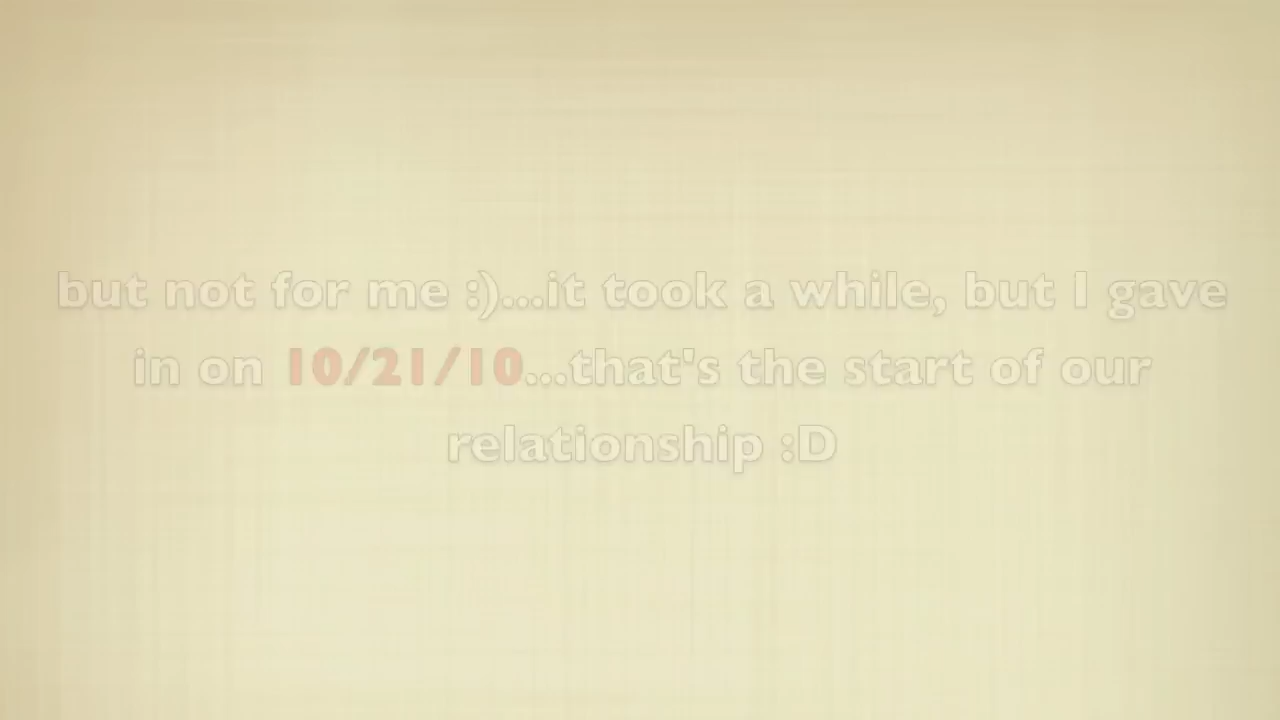 but not for me :)...it took a while, but I gave
in on 10/21/10...that's the start of our
relationship :D